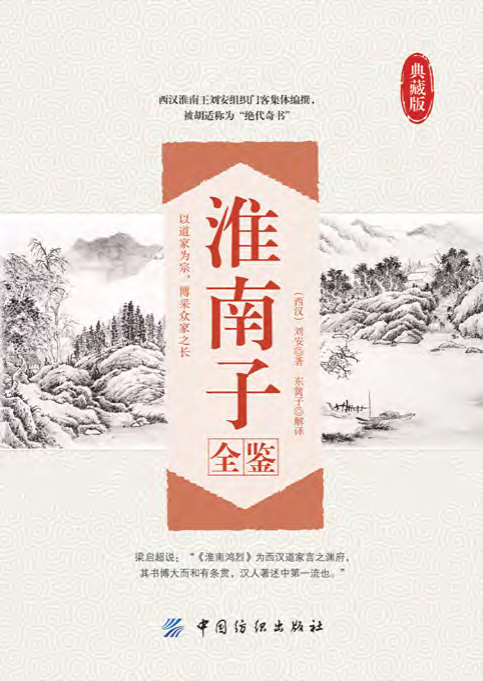 典藏版
西汉淮南王刘安组织门客集体编撰，
被胡适称为“绝代奇书”
淮南子
全鉴
以道家为宗，博采众家之长
（西汉）刘安◎著 东篱子◎解译
梁启超说：“《淮南鸿烈》为西汉道家言之渊府，
其书博大而和有条贯，汉人著述中第一流也。”
中国纺织出版社